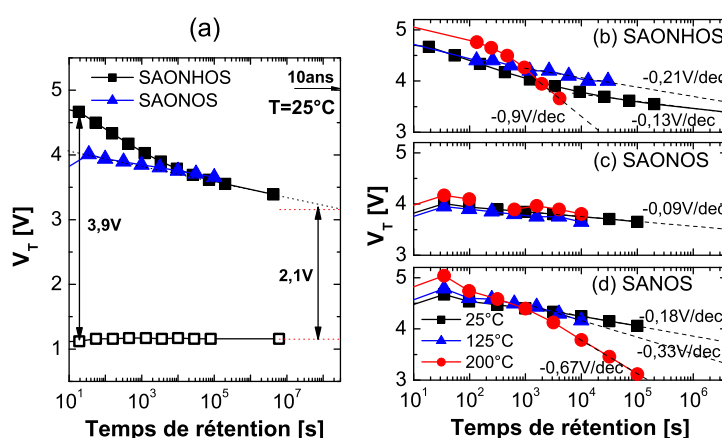 (a)
SAONHOS
SAONOS
10ans
T=25°C
3,9V
2,1V
V_T [V]
5
4
3
2
1
0
10^1 10^3 10^5 10^7
Temps de rétention [s]
(b) SAONHOS
-0,21V/dec
-0,13V/dec
-0,9V/dec
5
4
3
(c) SAONOS
-0,09V/dec
V_T [V]
5
4
3
(d) SANOS
25°C
125°C
200°C
-0,18V/dec
-0,33V/dec
-0,67V/dec
5
4
3
10^1 10^2 10^3 10^4 10^5 10^6
Temps de rétention [s]